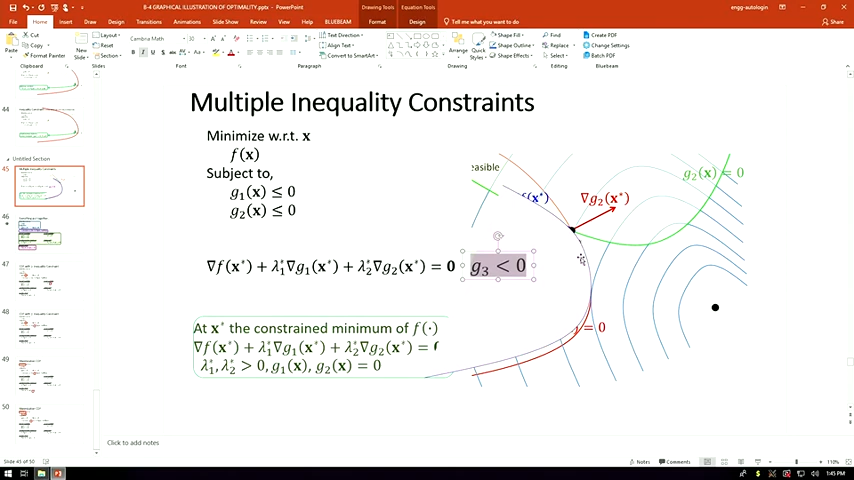 B-4 GRAPHICAL ILLUSTRATION OF OPTIMALITY.pptx - PowerPoint
Drawing Tools
Equation Tools
engg-autologin
File
Home
Insert
Draw
Design
Transitions
Animations
Slide Show
Review
View
BLUEBEAM
Format
Design
Tell me what you want to do
Share
Paste
Cut
Copy
Format Painter
Clipboard
New Slide
Layout
Reset
Section
Slides
Cambria Math
Font
Text Direction
Align Text
Convert to SmartArt
Paragraph
Arrange
Quick Styles
Shape Fill
Shape Outline
Shape Effects
Drawing
Find
Replace
Select
Editing
Create PDF
Change Settings
Batch PDF
Bluebeam
44
Untitled Section
45
46
47
48
49
50
Multiple Inequality Constraints
Minimize w.r.t. x
f(x)
Subject to,
g₁(x) ≤ 0
g₂(x) ≤ 0
∇f(x*) + λ₁*∇g₁(x*) + λ₂*∇g₂(x*) = 0
g₃ < 0
At x* the constrained minimum of f(·)
∇f(x*) + λ₁*∇g₁(x*) + λ₂*∇g₂(x*) =
λ₁*, λ₂* > 0, g₁(x), g₂(x) = 0
easible
(x*)
∇g₂(x*)
g₂(x) = 0
= 0
Click to add notes
Slide 45 of 50
Notes
Comments
110%
1:45 PM